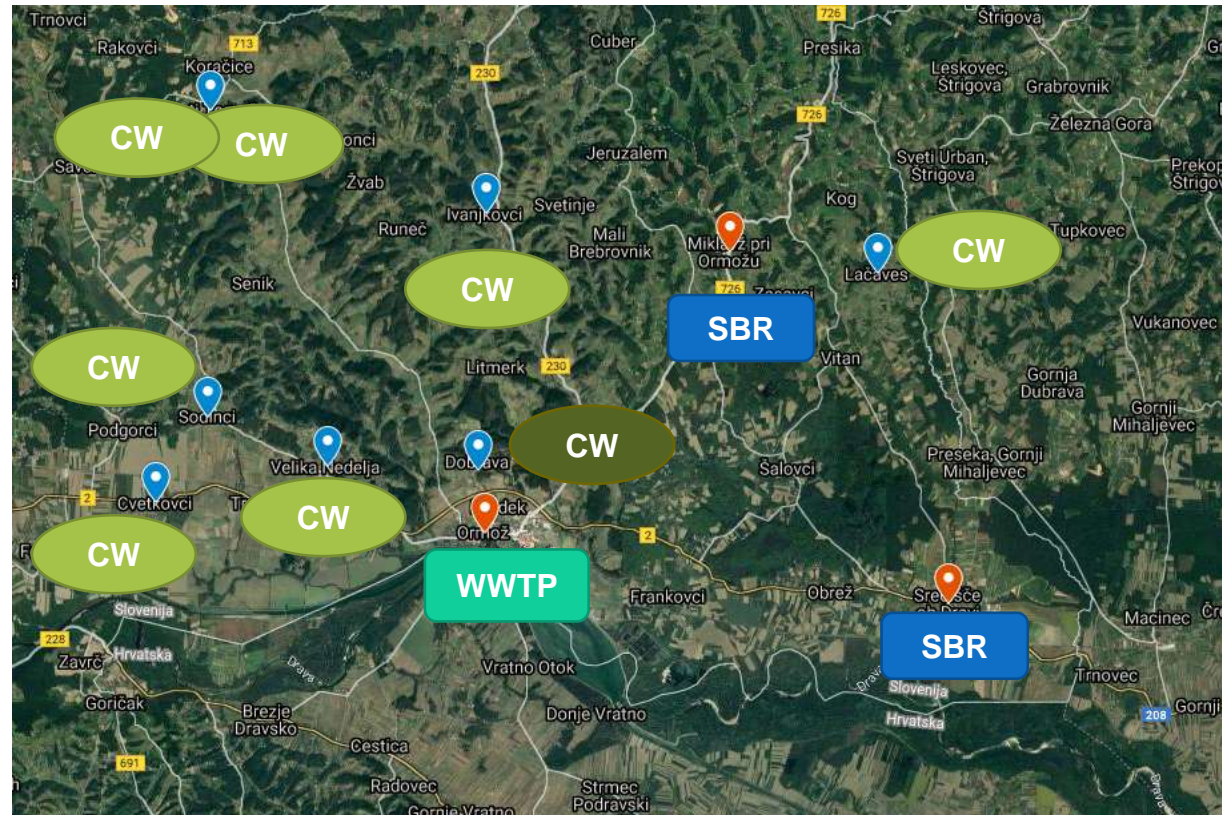 Trnovci
726
Štrigova
Rakovci
713
Cuber
Presika
Koračice
230
Leskovec,
Štrigova
Grabrovnik
726
Železna Gora
CW
CW
Jeruzalem
Sveti Urban,
Štrigova
Žvab
Kog
Ivanjkovci
Svetinje
Runeč
Mali
Brebrovnik
Tupkovec
Ormožu
CW
Lačaves
Senik
CW
726
SBR
Vukanovec
CW
Litmerk
230
Vitan
Gornja
Dubrava
Sodinci
Gornji
Mihaljevec
Podgorci
CW
Velika Nedelja
Dobrava
Šalovci
Preseka, Gornji
Mihaljevec
2
Cvetkovci
CW
Ormož
2
CW
WWTP
Frankovci
Obrež
Slovenija
SBR
Macinec
228
Hrvatska
Zavrč
Drava
Vratno Otok
Trnovec
Slovenija
Goričak
Brezje
Dravsko
Donje Vratno
Hrvatska
208
Gornji
Cestica
691
Radovec
Strmec
Podravski
Gornje Vratno
Drava